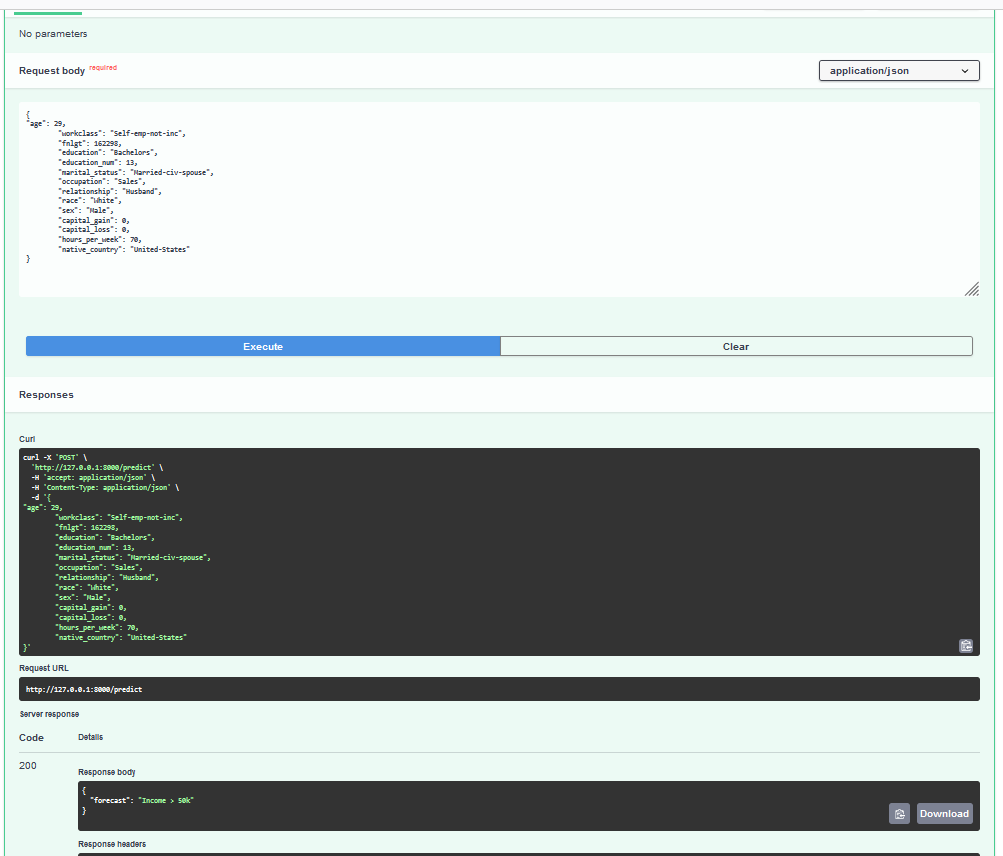 No parameters
Request body required
application/json
{
"age": 29,
"workclass": "Self-emp-not-inc",
"fnlgt": 162298,
"education": "Bachelors",
"education_num": 13,
"marital_status": "Married-civ-spouse",
"occupation": "Sales",
"relationship": "Husband",
"race": "White",
"sex": "Male",
"capital_gain": 0,
"capital_loss": 0,
"hours_per_week": 70,
"native_country": "United-States"
}
Execute
Clear
Responses
Curl
curl -X 'POST' \
'http://127.0.0.1:8000/predict' \
-H 'accept: application/json' \
-H 'Content-Type: application/json' \
-d '{
"age": 29,
"workclass": "Self-emp-not-inc",
"fnlgt": 162298,
"education": "Bachelors",
"education_num": 13,
"marital_status": "Married-civ-spouse",
"occupation": "Sales",
"relationship": "Husband",
"race": "White",
"sex": "Male",
"capital_gain": 0,
"capital_loss": 0,
"hours_per_week": 70,
"native_country": "United-States"
}'
Request URL
http://127.0.0.1:8000/predict
Server response
Code
Details
200
Response body
{
"forecast": "Income > 50k"
}
Download
Response headers